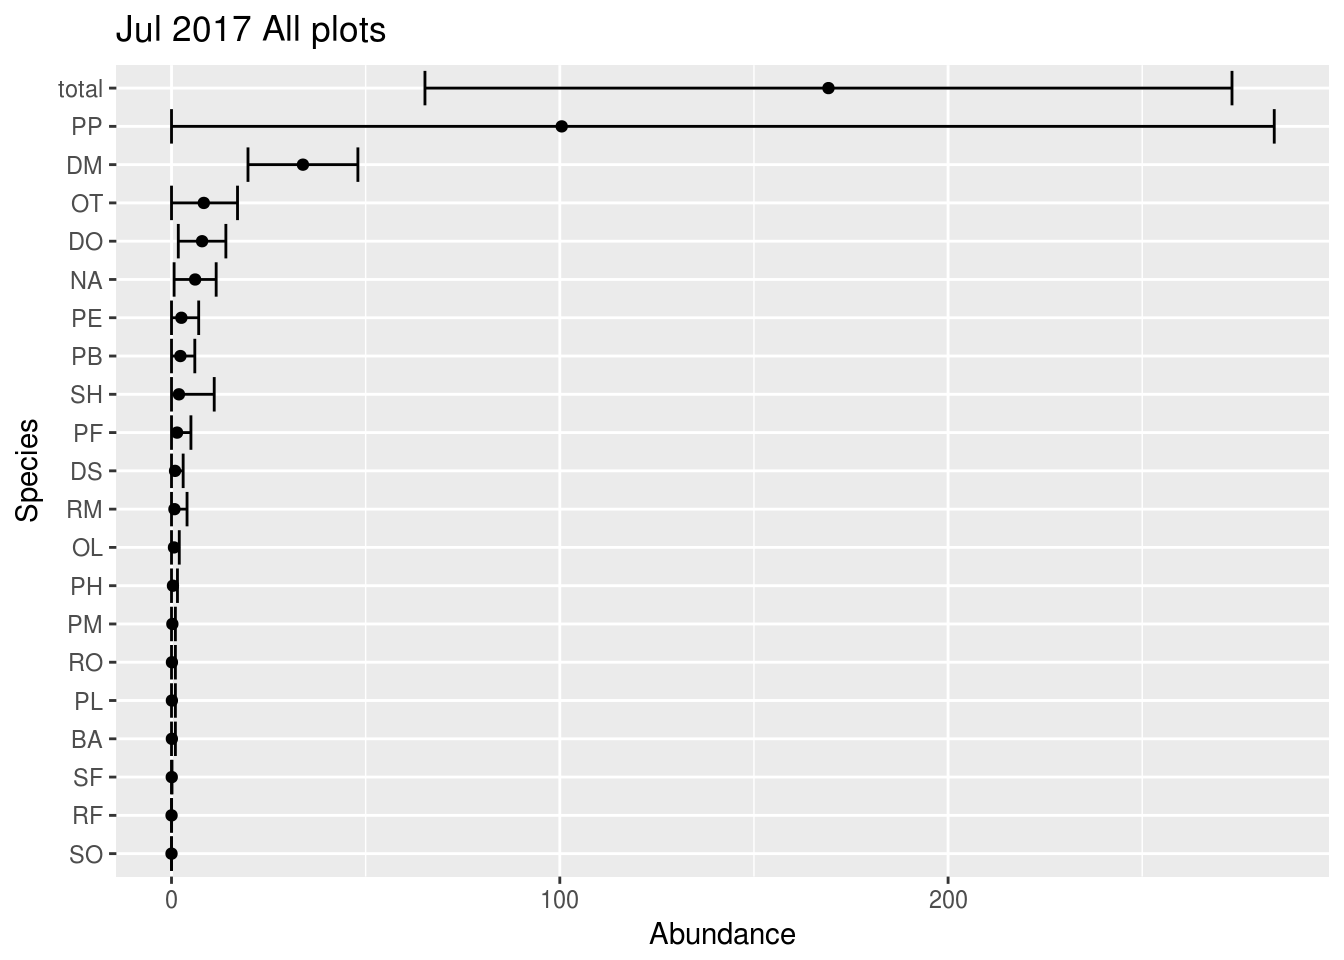 Jul 2017 All plots
total
PP
DM
OT
DO
NA
PE
PB
SH
PF
DS
RM
OL
PH
PM
RO
PL
BA
SF
RF
SO
Species
0 100 200
Abundance